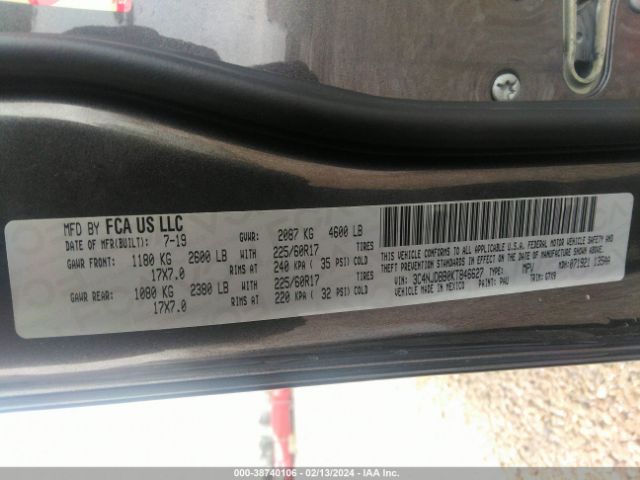 MFD BY FCA US LLC
DATE OF MFR(BUILT): 7-19 GVWR: 2087 KG 4600 LB
GAWR FRONT: 1180 KG 2600 LB WITH 225/60R17 TIRES
17X7.0 RIMS AT 240 KPA ( 35 PSI) COLD
GAWR REAR: 1080 KG 2380 LB WITH 225/60R17 TIRES
17X7.0 RIMS AT 220 KPA ( 32 PSI) COLD
THIS VEHICLE CONFORMS TO ALL APPLICABLE U.S.A. FEDERAL MOTOR VEHICLE SAFETY AND
THEFT PREVENTION STANDARDS IN EFFECT ON THE DATE OF MANUFACTURE SHOWN ABOVE.
VIN: 3C4NJDBB0KT846627 TYPE: MPV MDH:
VEHICLE MADE IN MEXICO PAINT: PAU TRIM:
000-38740106 - 02/13/2024 - IAA Inc.